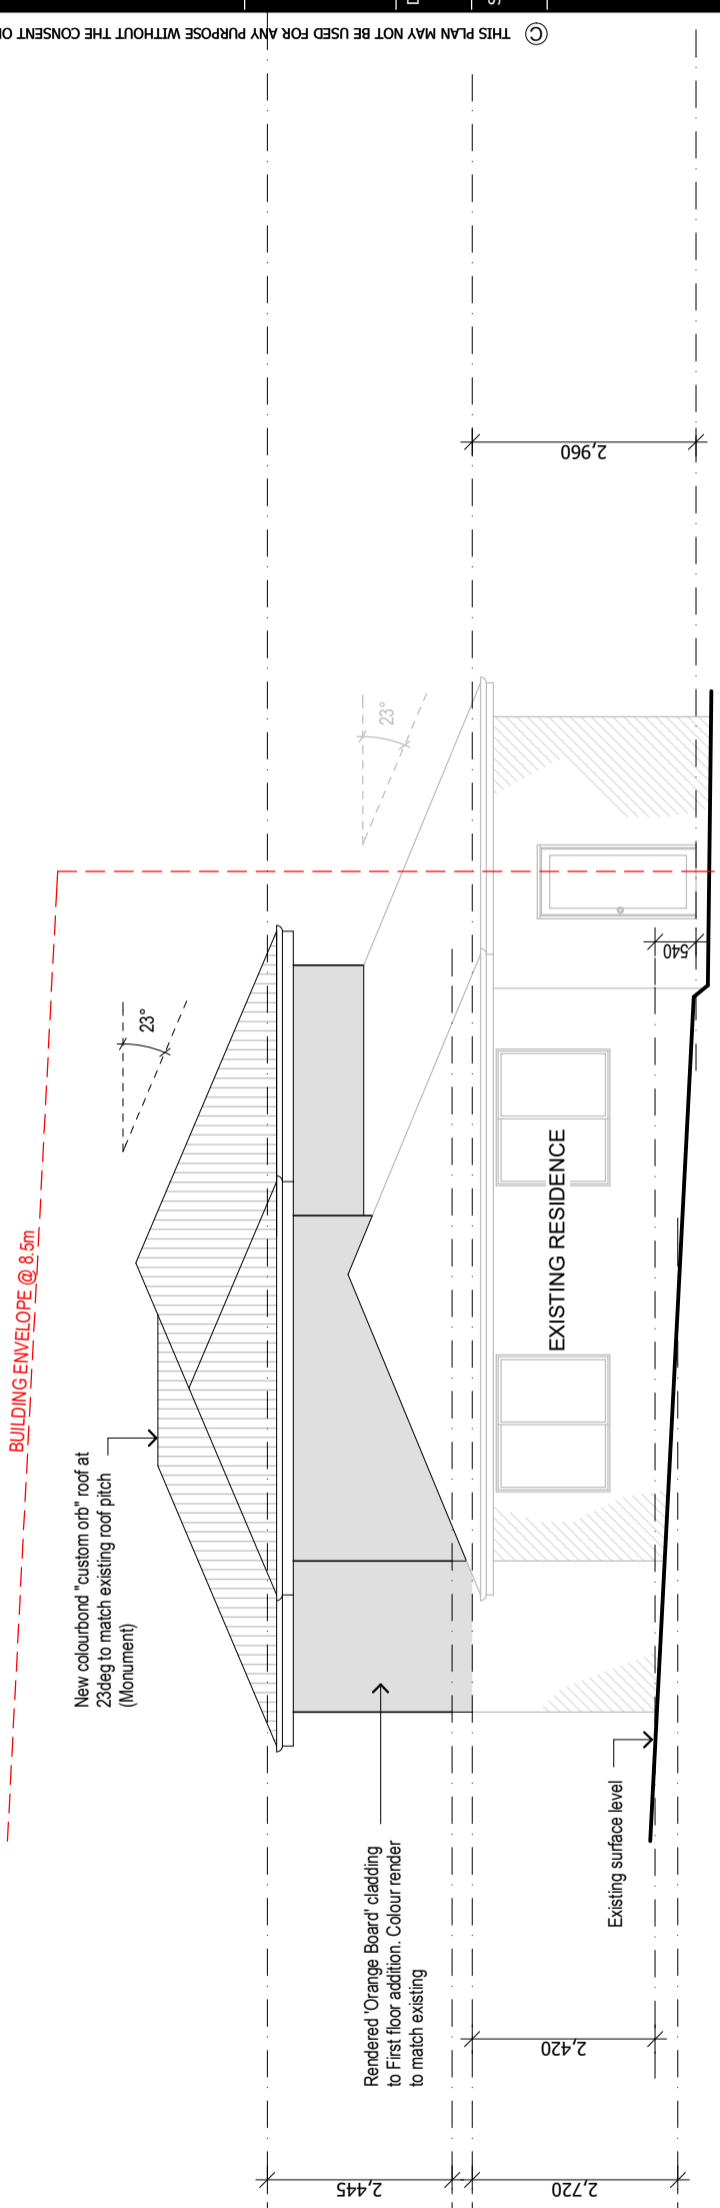 THIS PLAN MAY NOT BE USED FOR ANY PURPOSE WITHOUT THE CONSENT
©
BUILDING ENVELOPE @ 8.5m
New colourbond "custom orb" roof at
23deg to match existing roof pitch
(Monument)
23°
23°
Rendered 'Orange Board' cladding
to First floor addition. Colour render
to match existing
EXISTING RESIDENCE
Existing surface level
2,960
540
2,420
2,445
2,720